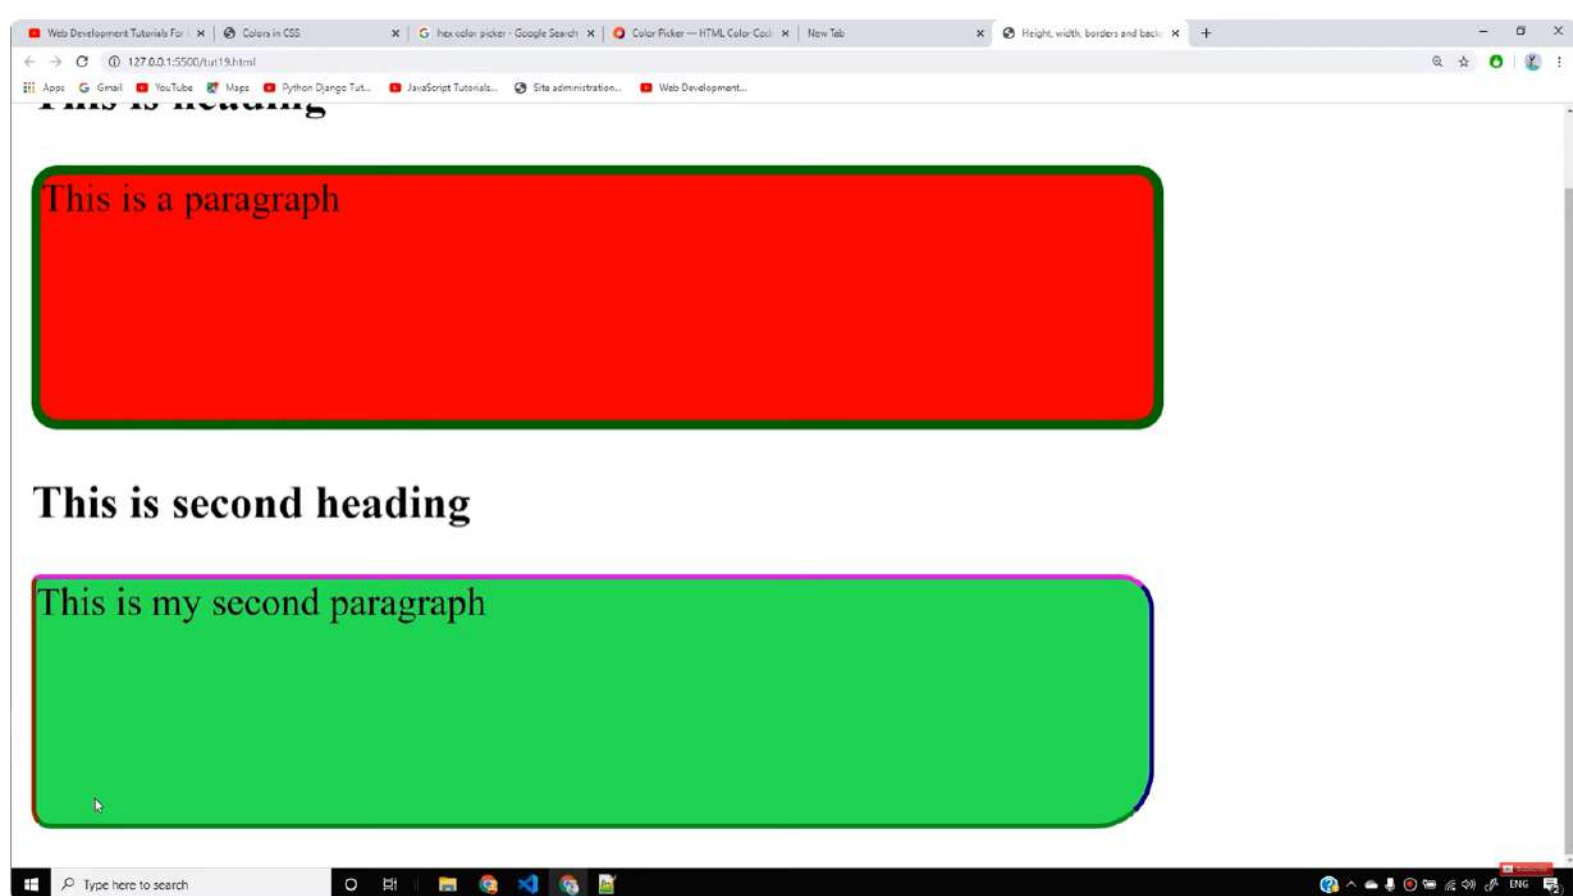 Web Development Tutorials For
Colors in CSS
hex color picker - Google Search
Color Picker — HTML Color Cod
New Tab
Height, width, borders and back
127.0.0.1:5500/tut19.html
Apps
Gmail
YouTube
Maps
Python Django Tut...
JavaScript Tutorials...
Site administration...
Web Development...
This is heading
This is a paragraph
This is second heading
This is my second paragraph
Type here to search
ENG